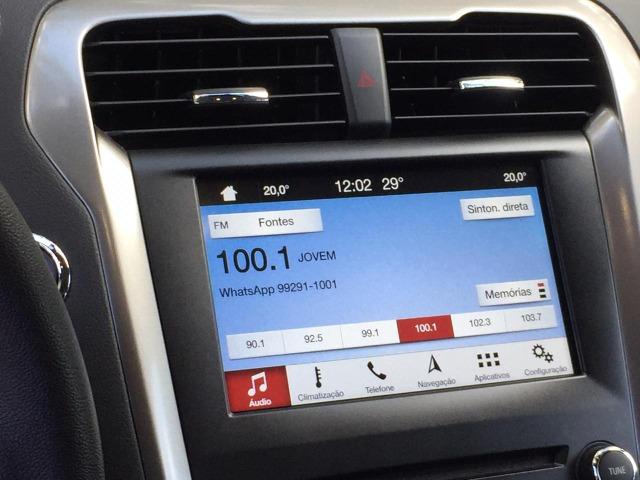 20,0° 12:02 29° 20,0°
FM Fontes Sinton. direta
100.1 JOVEM
WhatsApp 99291-1001
Memórias
90.1 92.5 99.1 100.1 102.3 103.7
Áudio Climatização Telefone Navegação Aplicativos Configuração
TUNE